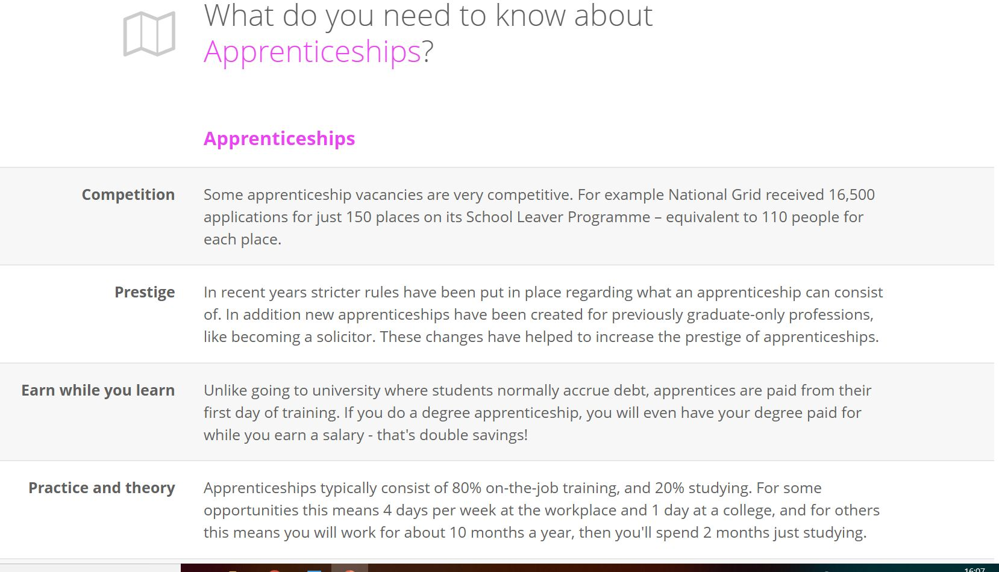 What do you need to know about
Apprenticeships?
Apprenticeships
Competition
Some apprenticeship vacancies are very competitive. For example National Grid received 16,500
applications for just 150 places on its School Leaver Programme – equivalent to 110 people for
each place.
Prestige
In recent years stricter rules have been put in place regarding what an apprenticeship can consist
of. In addition new apprenticeships have been created for previously graduate-only professions,
like becoming a solicitor. These changes have helped to increase the prestige of apprenticeships.
Earn while you learn
Unlike going to university where students normally accrue debt, apprentices are paid from their
first day of training. If you do a degree apprenticeship, you will even have your degree paid for
while you earn a salary - that's double savings!
Practice and theory
Apprenticeships typically consist of 80% on-the-job training, and 20% studying. For some
opportunities this means 4 days per week at the workplace and 1 day at a college, and for others
this means you will work for about 10 months a year, then you'll spend 2 months just studying.
16:07